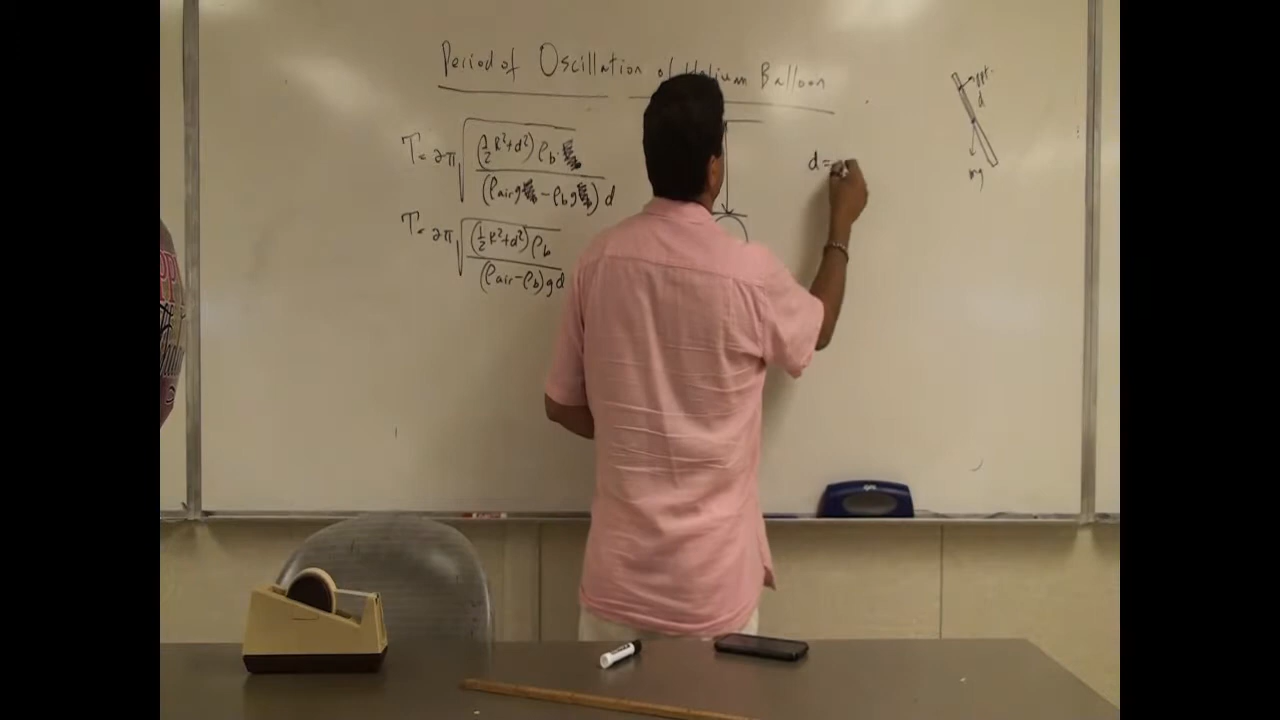 Period of Oscillation of Helium Balloon
T = 2π√((½R²+d²)ρb·/(ρair g − ρb g)d)
T = 2π√((½R²+d²)ρb/(ρair−ρb)gd)
d=
d
mg